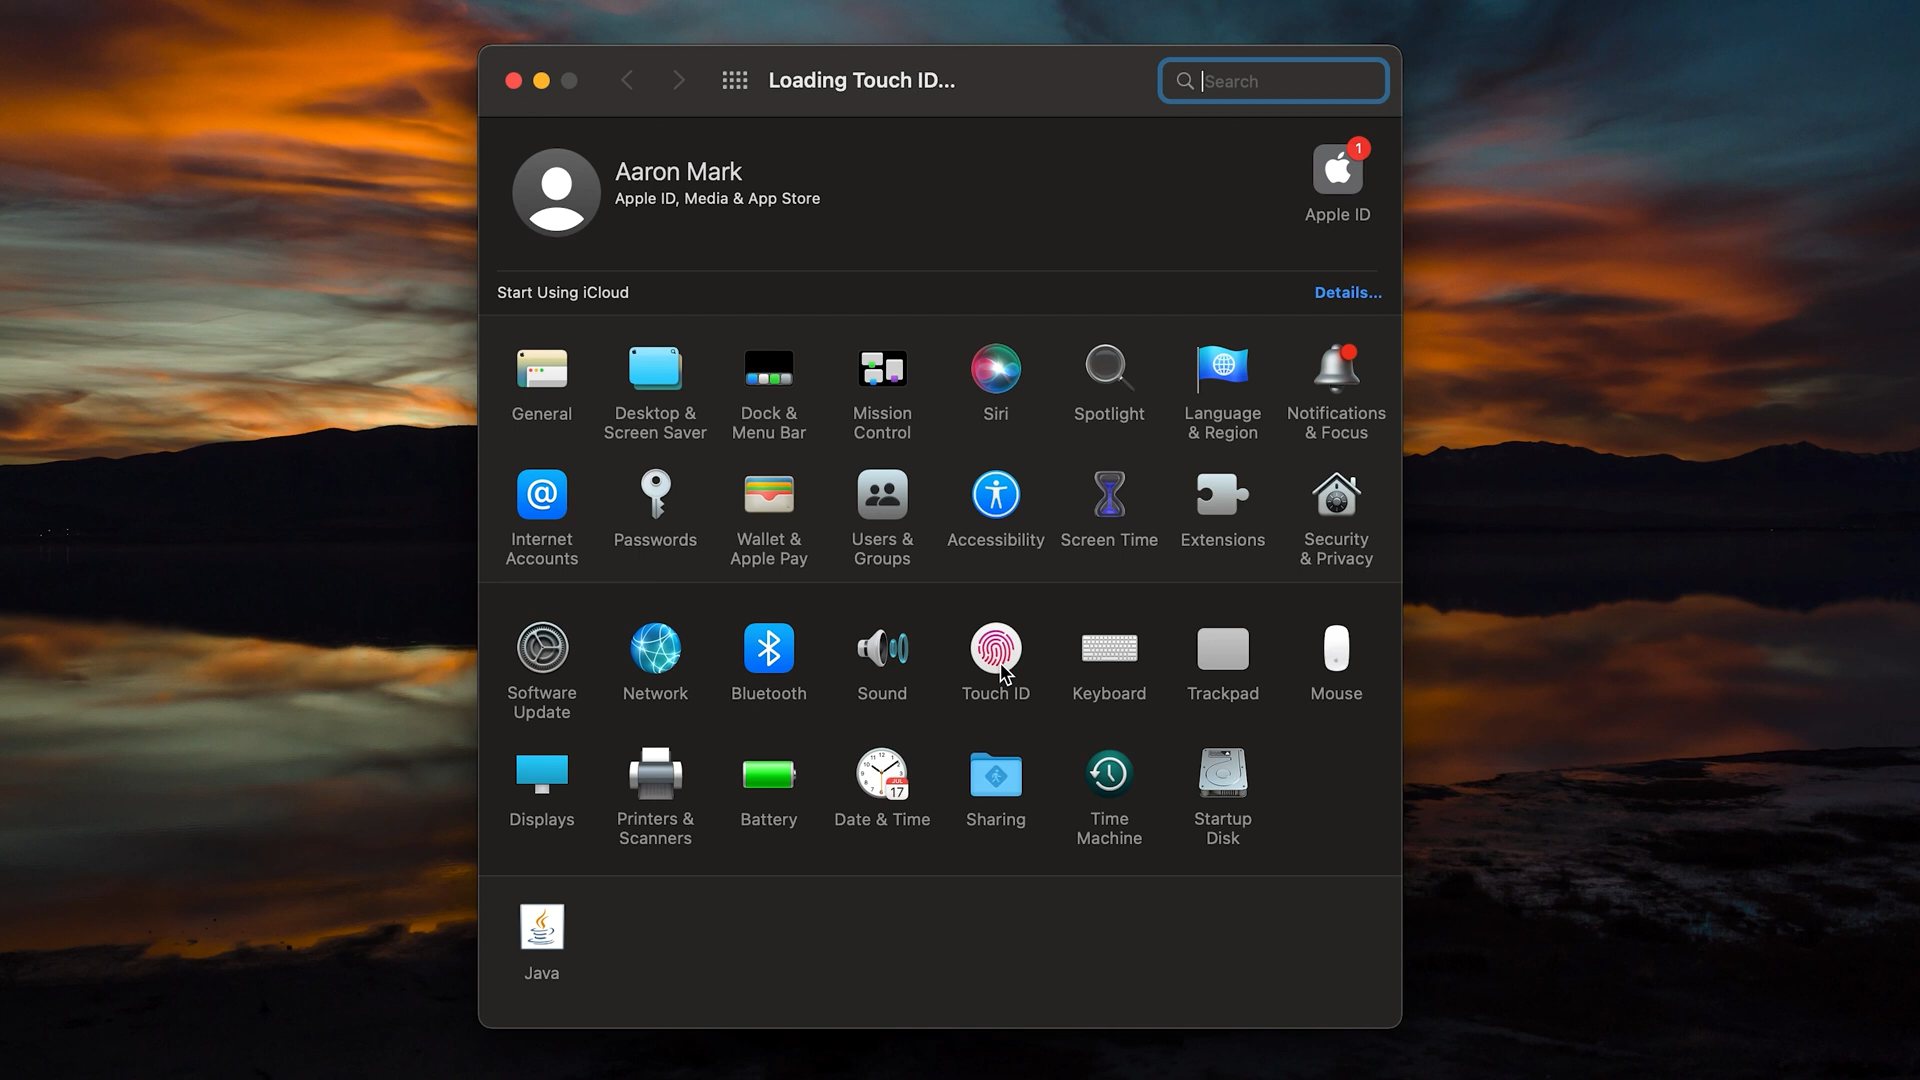 Loading Touch ID...
Search
Aaron Mark
Apple ID, Media & App Store
1
Apple ID
Start Using iCloud
Details...
General
Desktop &
Screen Saver
Dock &
Menu Bar
Mission
Control
Siri
Spotlight
Language
& Region
Notifications
& Focus
@
Internet
Accounts
Passwords
Wallet &
Apple Pay
Users &
Groups
Accessibility
Screen Time
Extensions
Security
& Privacy
Software
Update
Network
Bluetooth
Sound
Touch ID
Keyboard
Trackpad
Mouse
JUL
17
Displays
Printers &
Scanners
Battery
Date & Time
Sharing
Time
Machine
Startup
Disk
Java